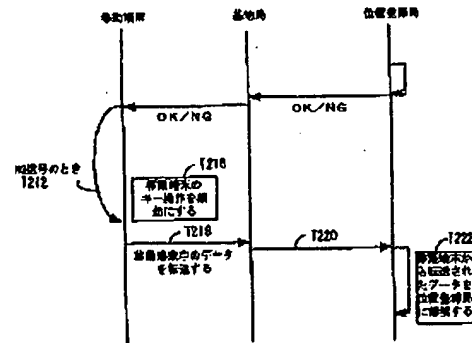 移動端末
基地局
位置登録局
OK/NG
OK/NG
NG信号のとき
T212
T216
移動端末の
キー操作を無
効にする
T218
移動端末中のデータ
を転送する
T220
T222
移動端末か
ら転送され
たデータを
位置登録局
に
する